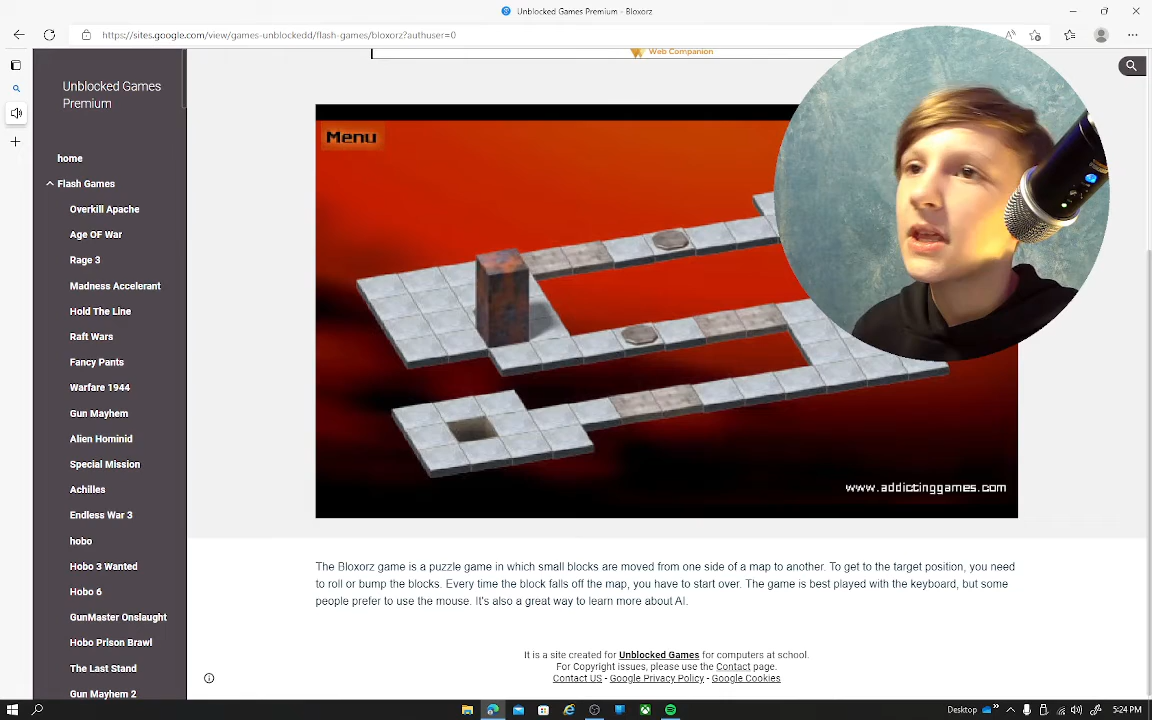 Unblocked Games Premium - Bloxorz
https://sites.google.com/view/games-unblockedd/flash-games/bloxorz?authuser=0
Web Companion
Unblocked Games
Premium
home
Flash Games
Overkill Apache
Age OF War
Rage 3
Madness Accelerant
Hold The Line
Raft Wars
Fancy Pants
Warfare 1944
Gun Mayhem
Alien Hominid
Special Mission
Achilles
Endless War 3
hobo
Hobo 3 Wanted
Hobo 6
GunMaster Onslaught
Hobo Prison Brawl
The Last Stand
Gun Mayhem 2
Menu
www.addictinggames.com
The Bloxorz game is a puzzle game in which small blocks are moved from one side of a map to another. To get to the target position, you need
to roll or bump the blocks. Every time the block falls off the map, you have to start over. The game is best played with the keyboard, but some
people prefer to use the mouse. It's also a great way to learn more about AI.
It is a site created for Unblocked Games for computers at school.
For Copyright issues, please use the Contact page.
Contact US - Google Privacy Policy - Google Cookies
Desktop
5:24 PM